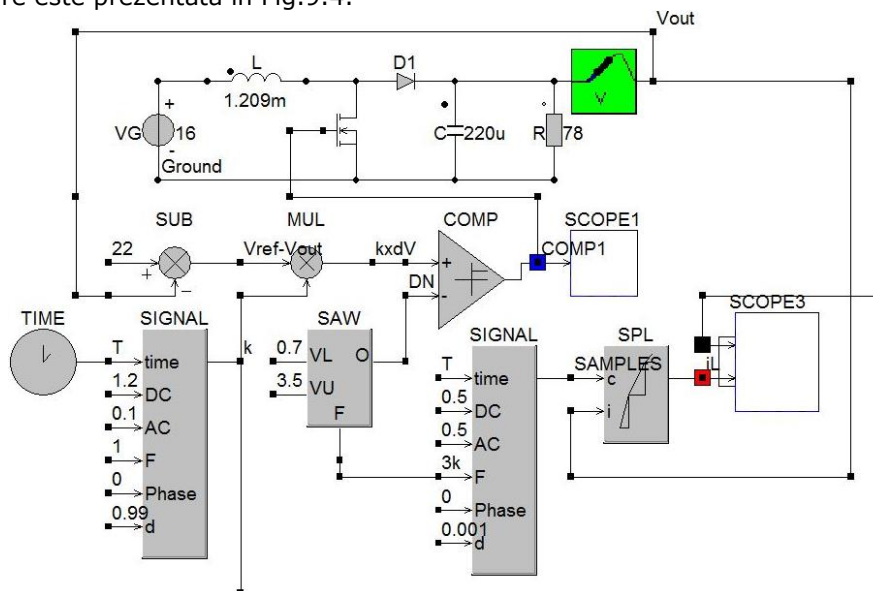 re este prezentată în Fig.9.4.
Vout
L
1.209m
D1
VG
+
16
-
Ground
C
220u
R
78
V
SUB
MUL
COMP
SCOPE1
22
+
-
Vref-Vout
kxdV
+
DN
-
COMP1
TIME
SIGNAL
SAW
SIGNAL
SPL
SCOPE3
T
time
k
0.7
VL
O
1.2
DC
3.5
VU
T
time
SAMPLES
c
iL
0.1
AC
F
0.5
DC
i
1
F
0.5
AC
0
Phase
3k
F
0.99
d
0
Phase
0.001
d